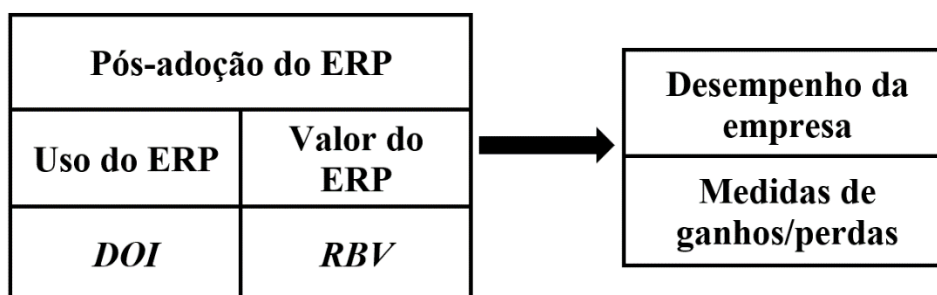 Pós-adoção do ERP
Uso do ERP
Valor do
ERP
DOI
RBV
Desempenho da
empresa
Medidas de
ganhos/perdas